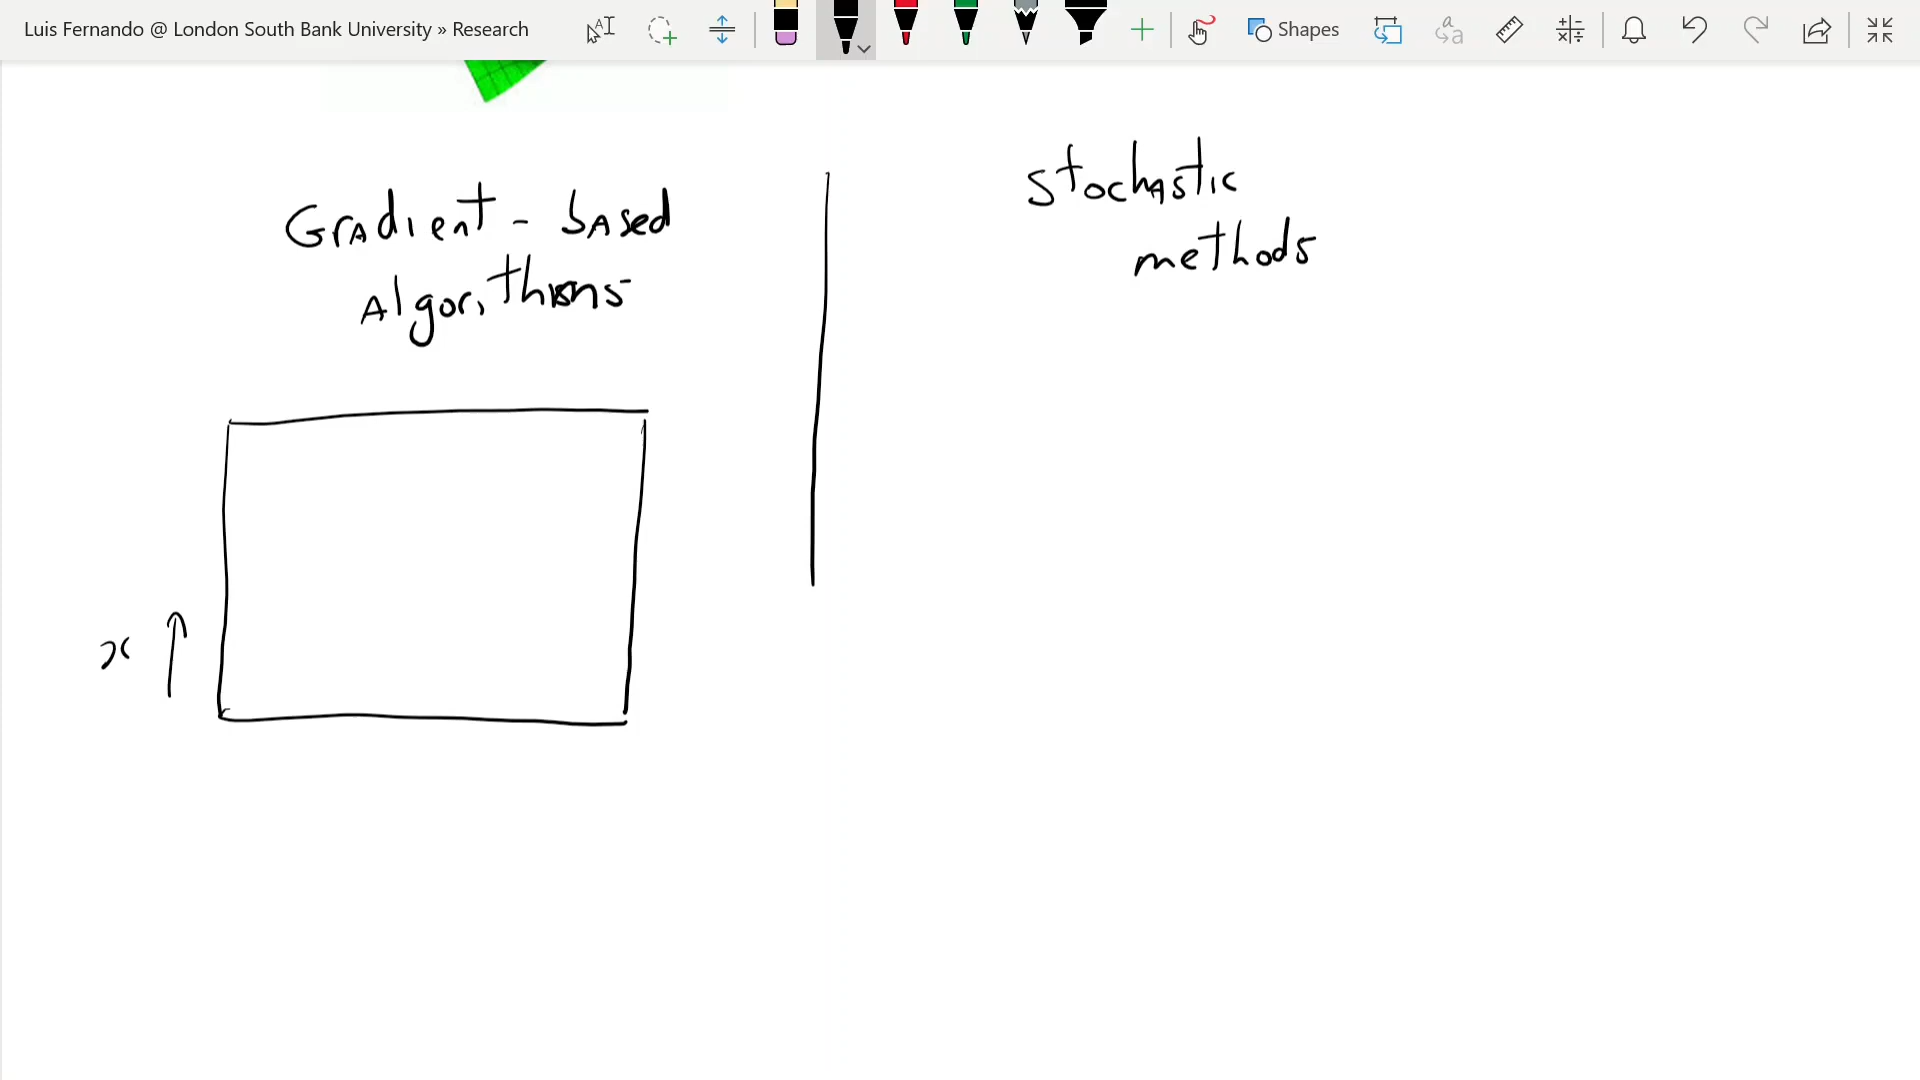 Luis Fernando @ London South Bank University » Research
Shapes
Gradient - based
Algorithms
x
Stochastic
methods